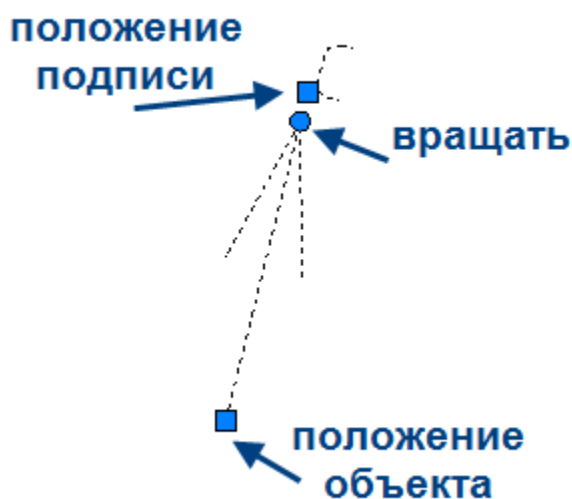 положение
подписи
вращать
положение
объекта